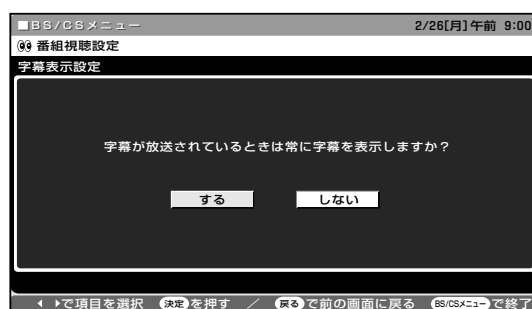 ■BS/CSメニュー 2/26[月]午前 9:00
番組視聴設定
字幕表示設定
字幕が放送されているときは常に字幕を表示しますか？
する しない
で項目を選択 決定を押す ／ 戻るで前の画面に戻る BS/CSメニューで終了